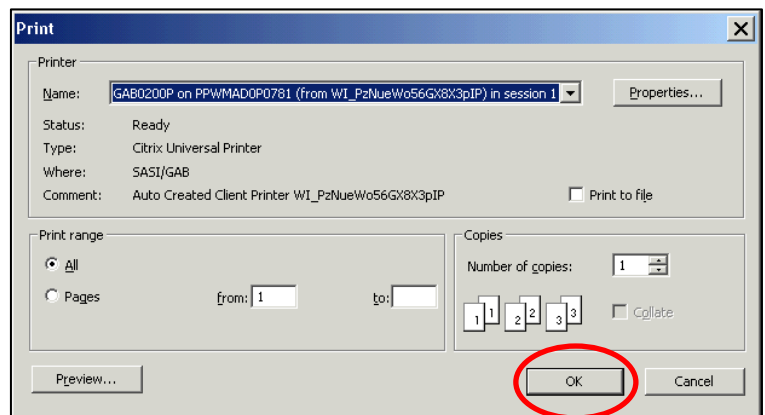 Print
Printer
Name: GAB0200P on PPWMAD0P0781 (from WI_PzNueWo56GX8X3pIP) in session 1 Properties...
Status: Ready
Type: Citrix Universal Printer
Where: SASI/GAB
Comment: Auto Created Client Printer WI_PzNueWo56GX8X3pIP Print to file
Print range
All
Pages from: 1 to:
Copies
Number of copies: 1
1 1 2 2 3 3 Collate
Preview... OK Cancel